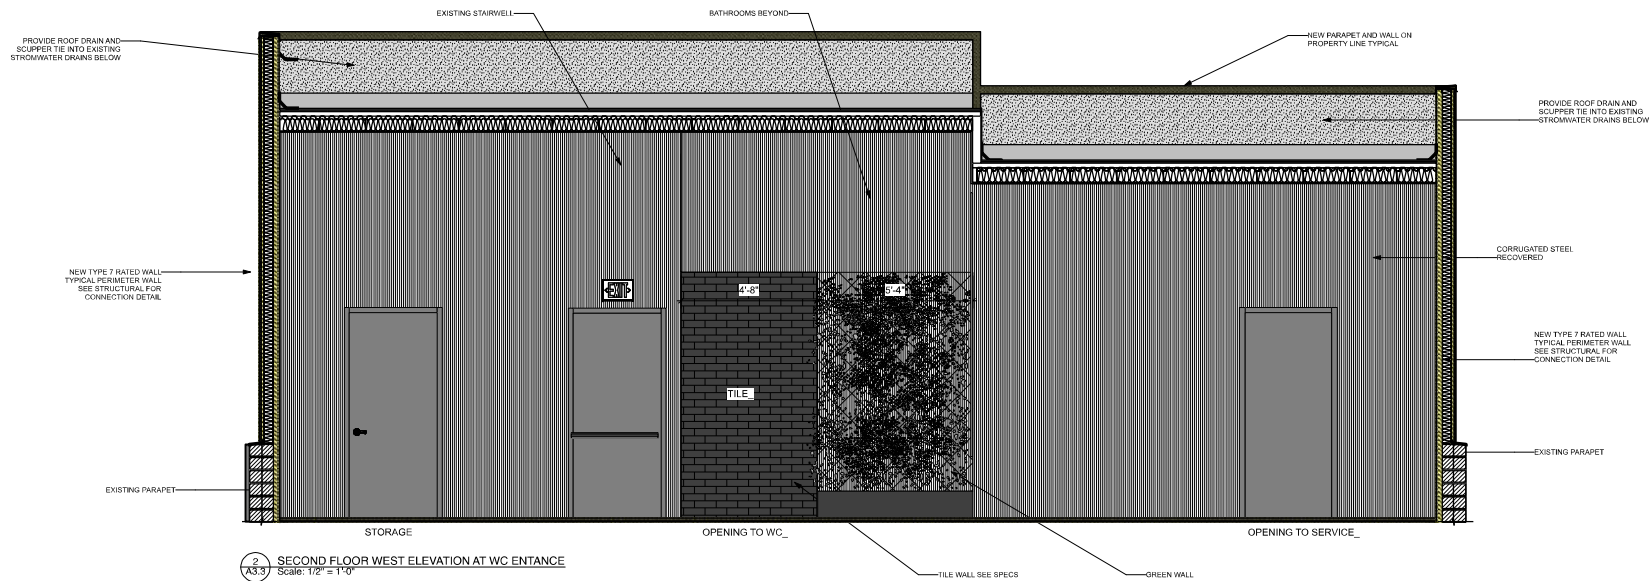 EXISTING STAIRWELL
BATHROOMS BEYOND
PROVIDE ROOF DRAIN AND
SCUPPER TIE INTO EXISTING
STROMWATER DRAINS BELOW
NEW PARAPET AND WALL ON
PROPERTY LINE TYPICAL
PROVIDE ROOF DRAIN AND
SCUPPER TIE INTO EXISTING
STROMWATER DRAINS BELOW
NEW TYPE 7 RATED WALL
TYPICAL PERIMETER WALL
SEE STRUCTURAL FOR
CONNECTION DETAIL
CORRUGATED STEEL
RECOVERED
EXIT
4'-8"
5'-4"
NEW TYPE 7 RATED WALL
TYPICAL PERIMETER WALL
SEE STRUCTURAL FOR
CONNECTION DETAIL
TILE_
EXISTING PARAPET
EXISTING PARAPET
STORAGE
OPENING TO WC_
OPENING TO SERVICE_
2
A3.3
SECOND FLOOR WEST ELEVATION AT WC ENTANCE
Scale: 1/2" = 1'-0"
TILE WALL SEE SPECS
GREEN WALL